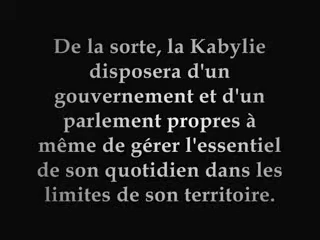 De la sorte, la Kabylie
disposera d'un
gouvernement et d'un
parlement propres à
même de gérer l'essentiel
de son quotidien dans les
limites de son territoire.